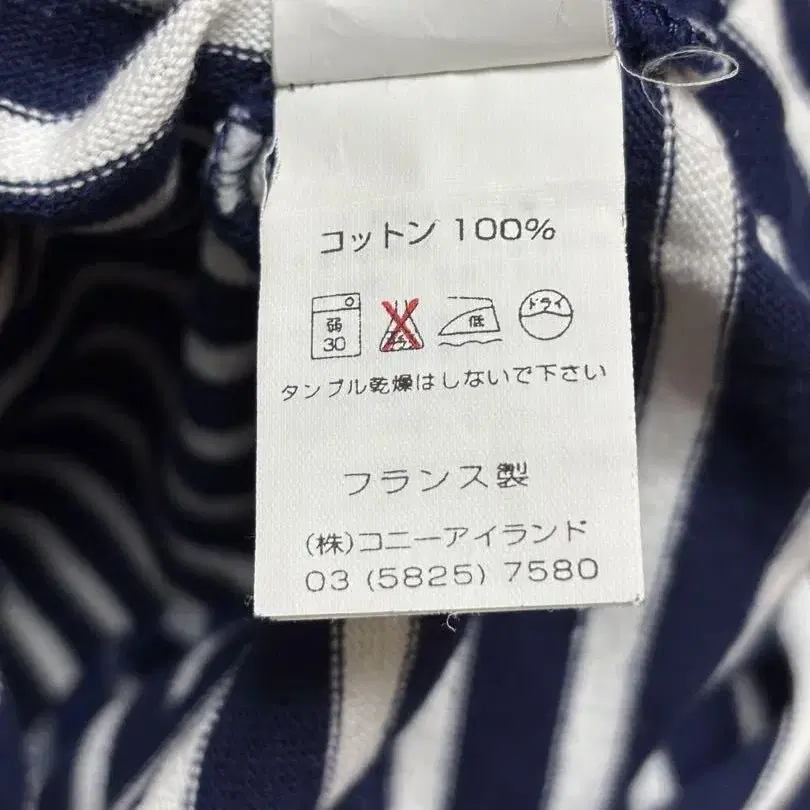 コットン 100%
弱 30 低 ドライ
タンブル乾燥はしないで下さい
フランス製
(株)コニーアイランド
03 (5825) 7580